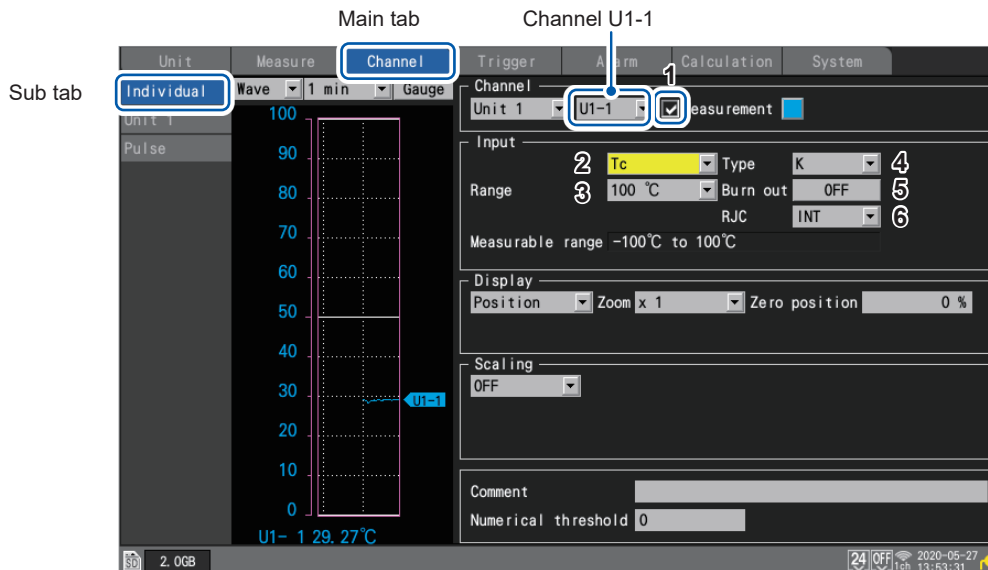 Main tab Channel U1-1
Unit Measure Channel Trigger Alarm Calculation System
Sub tab
Individual Wave 1 min Gauge
Channel 1
Unit 1 Unit 1 U1-1 Measurement
Pulse
Input
2 Tc Type K 4
Range 3 100 ℃ Burn out OFF 5
RJC INT 6
Measurable range -100℃ to 100℃
100
90
80
70
60
50
40
30 U1-1
20
10
0
U1- 1 29. 27℃
Display
Position Zoom x 1 Zero position 0 %
Scaling
OFF
Comment
Numerical threshold 0
SD 2. 0GB 24 OFF 1ch 2020-05-27
13:53:31